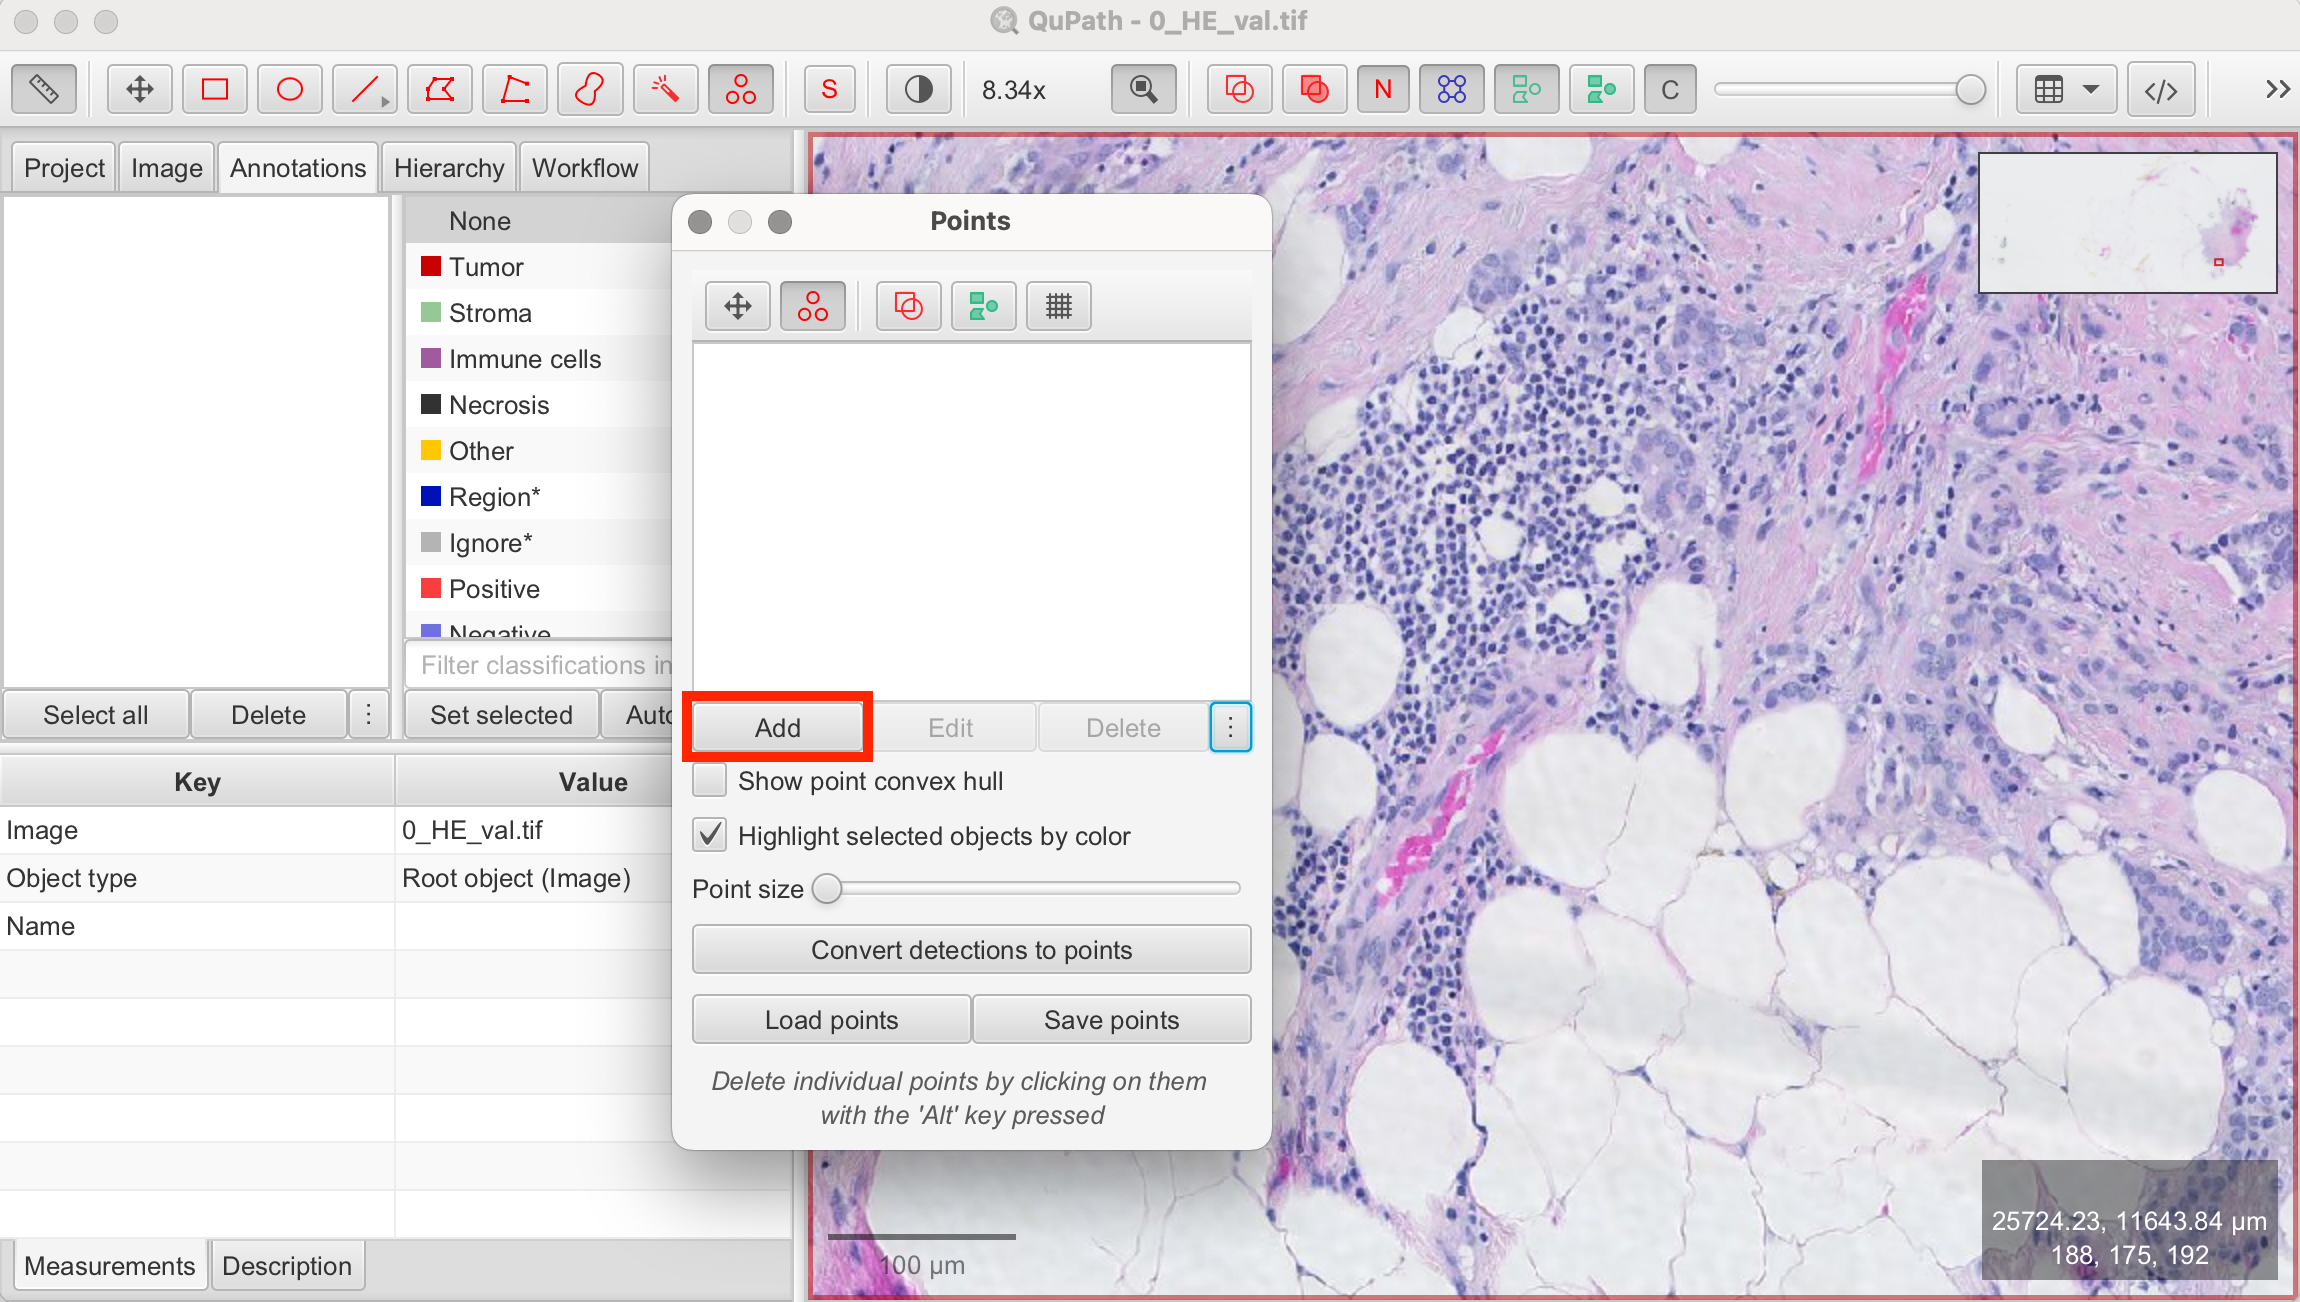 QuPath - 0_HE_val.tif
S
8.34x
N
C
</>
Project
Image
Annotations
Hierarchy
Workflow
None
Tumor
Stroma
Immune cells
Necrosis
Other
Region*
Ignore*
Positive
Negative
Filter classifications in
Select all
Delete
⋮
Set selected
Auto
Key
Value
Image
0_HE_val.tif
Object type
Root object (Image)
Name
Measurements
Description
Points
Add
Edit
Delete
⋮
Show point convex hull
Highlight selected objects by color
Point size
Convert detections to points
Load points
Save points
Delete individual points by clicking on them
with the 'Alt' key pressed
100 µm
25724.23, 11643.84 µm
188, 175, 192